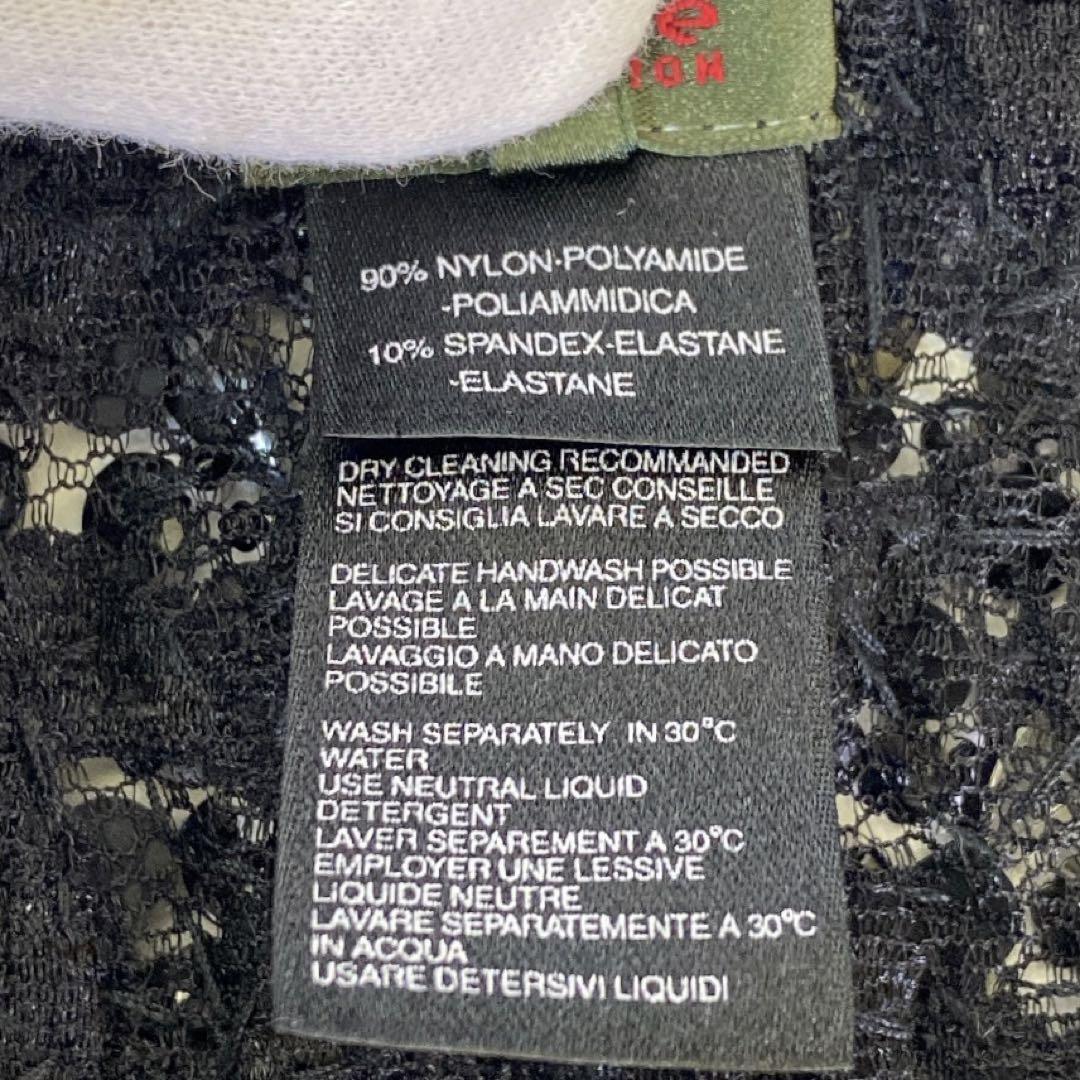 90% NYLON-POLYAMIDE
-POLIAMMIDICA
10% SPANDEX-ELASTANE
-ELASTANE
DRY CLEANING RECOMMANDED
NETTOYAGE A SEC CONSEILLE
SI CONSIGLIA LAVARE A SECCO
DELICATE HANDWASH POSSIBLE
LAVAGE A LA MAIN DELICAT
POSSIBLE
LAVAGGIO A MANO DELICATO
POSSIBILE
WASH SEPARATELY IN 30°C
WATER
USE NEUTRAL LIQUID
DETERGENT
LAVER SEPAREMENT A 30°C
EMPLOYER UNE LESSIVE
LIQUIDE NEUTRE
LAVARE SEPARATEMENTE A 30°C
IN ACQUA
USARE DETERSIVI LIQUIDI